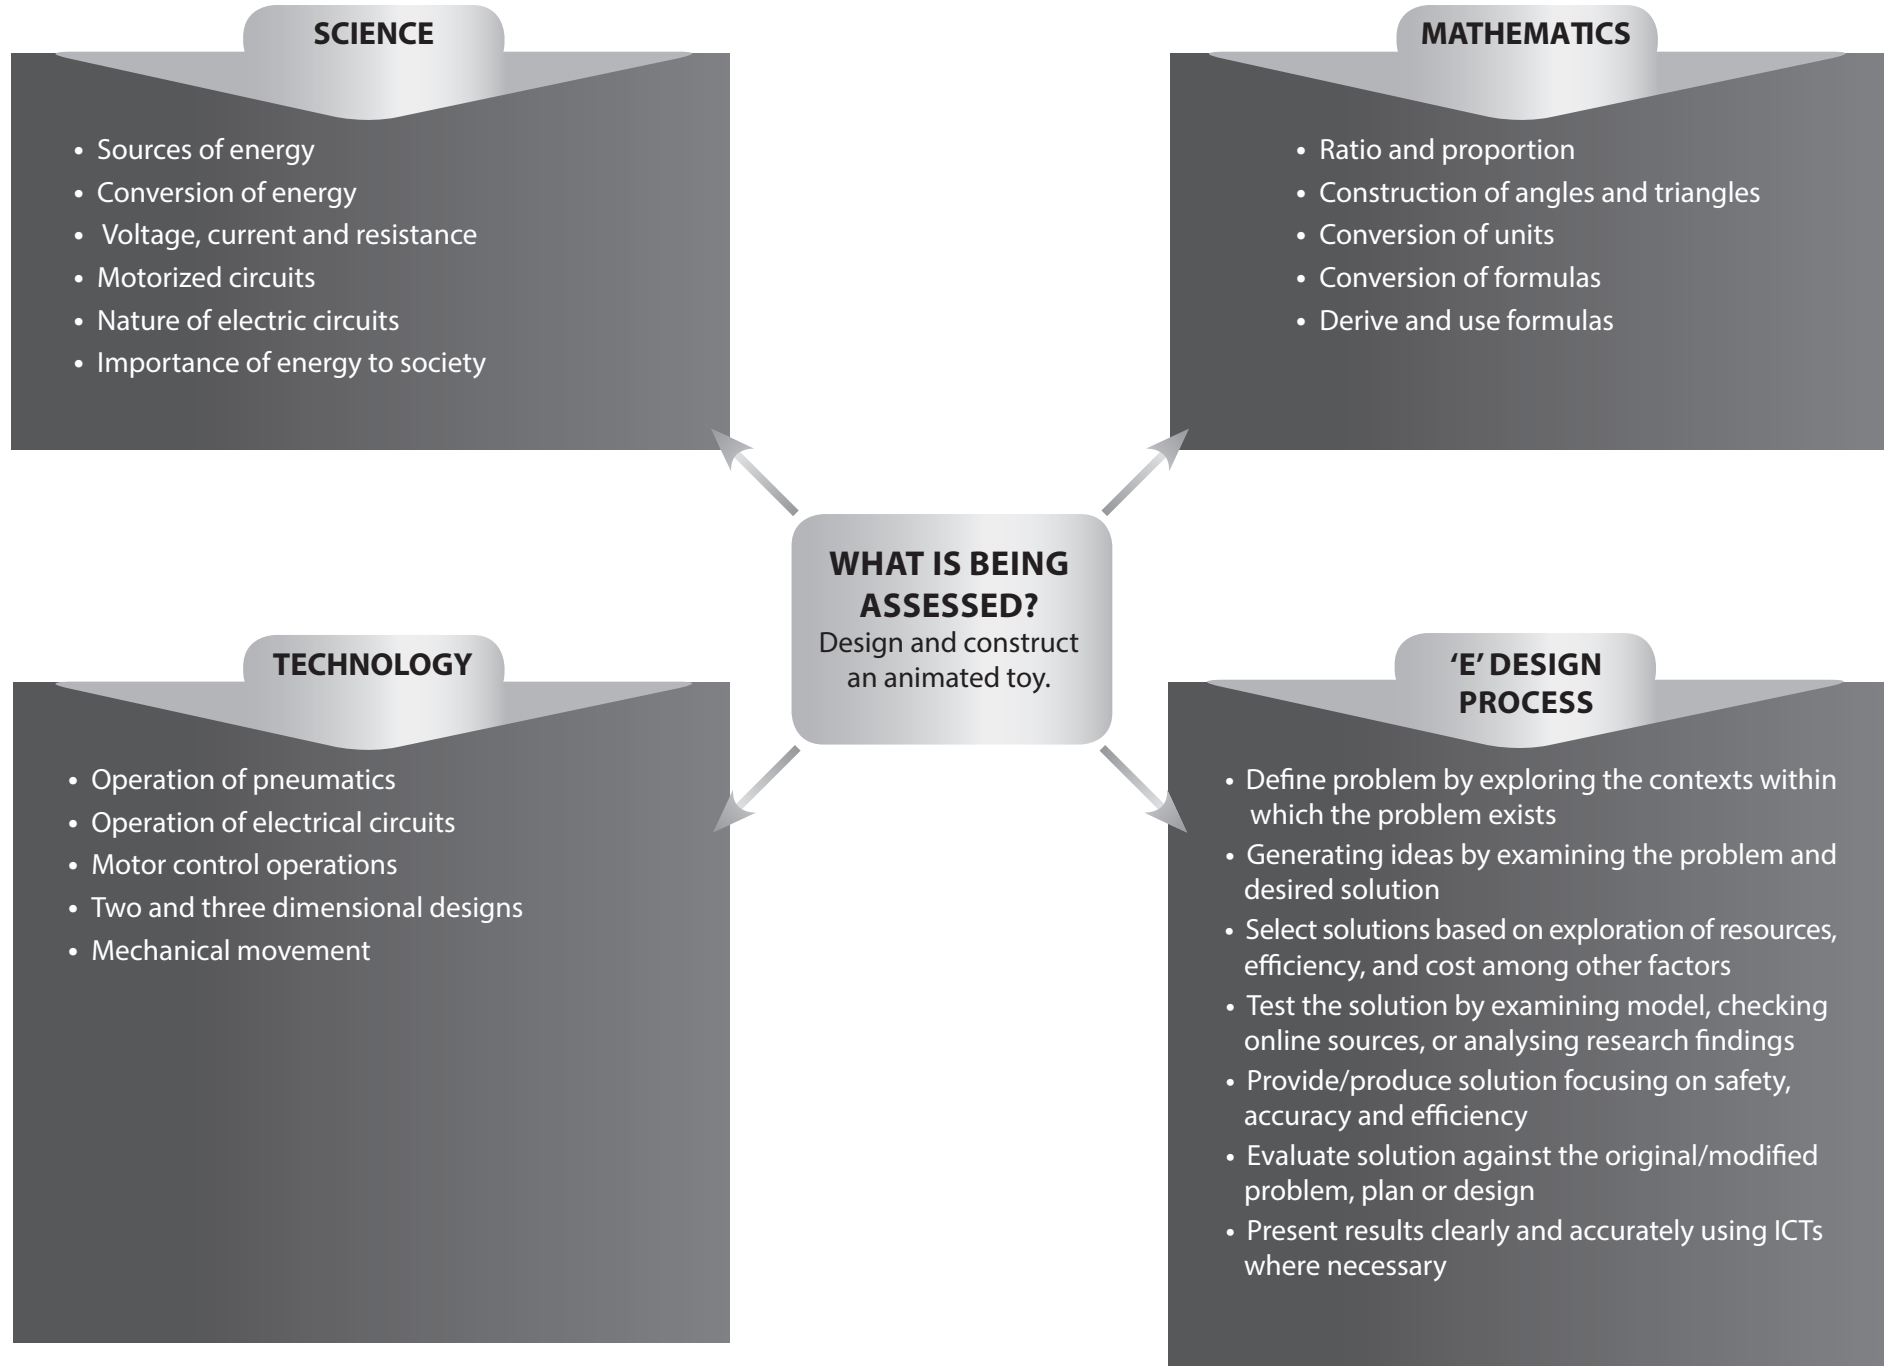 SCIENCE
• Sources of energy
• Conversion of energy
• Voltage, current and resistance
• Motorized circuits
• Nature of electric circuits
• Importance of energy to society
MATHEMATICS
• Ratio and proportion
• Construction of angles and triangles
• Conversion of units
• Conversion of formulas
• Derive and use formulas
WHAT IS BEING
ASSESSED?
Design and construct
an animated toy.
TECHNOLOGY
• Operation of pneumatics
• Operation of electrical circuits
• Motor control operations
• Two and three dimensional designs
• Mechanical movement
‘E’ DESIGN
PROCESS
• Define problem by exploring the contexts within
which the problem exists
• Generating ideas by examining the problem and
desired solution
• Select solutions based on exploration of resources,
efficiency, and cost among other factors
• Test the solution by examining model, checking
online sources, or analysing research findings
• Provide/produce solution focusing on safety,
accuracy and efficiency
• Evaluate solution against the original/modified
problem, plan or design
• Present results clearly and accurately using ICTs
where necessary